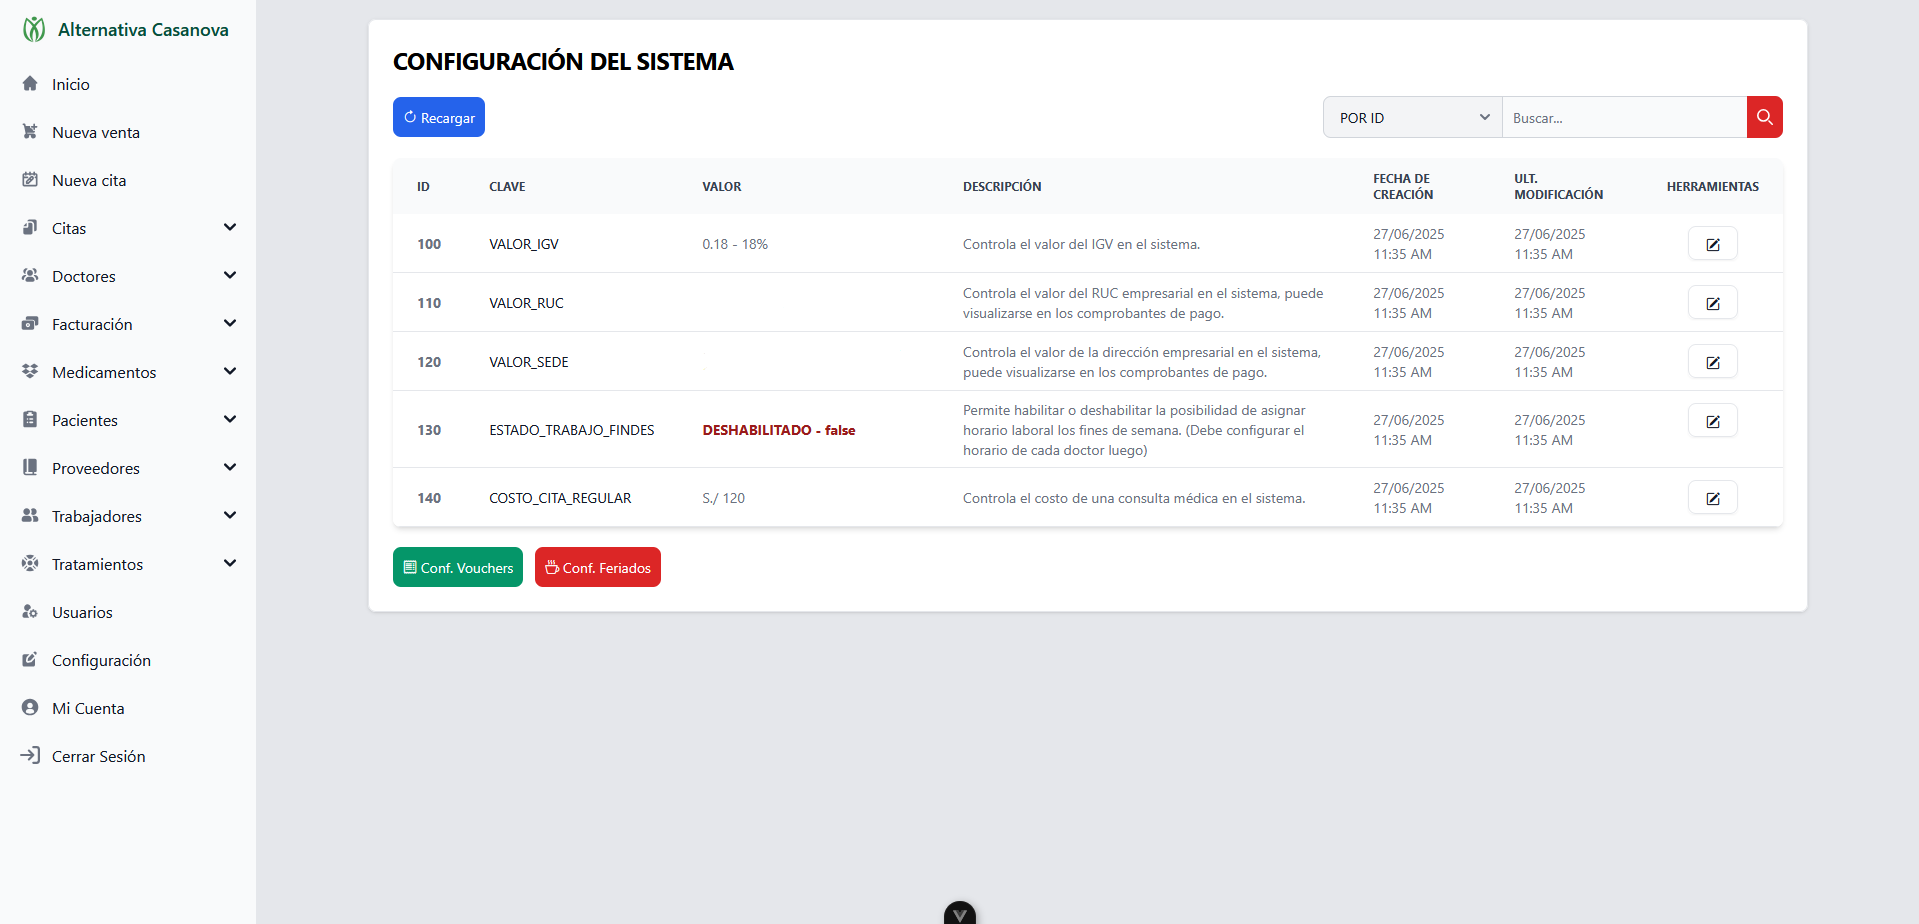 Alternativa Casanova
Inicio
Nueva venta
Nueva cita
Citas
Doctores
Facturación
Medicamentos
Pacientes
Proveedores
Trabajadores
Tratamientos
Usuarios
Configuración
Mi Cuenta
Cerrar Sesión
CONFIGURACIÓN DEL SISTEMA
Recargar
POR ID
Buscar...
ID
CLAVE
VALOR
DESCRIPCIÓN
FECHA DE
CREACIÓN
ULT.
MODIFICACIÓN
HERRAMIENTAS
100
VALOR_IGV
0.18 - 18%
Controla el valor del IGV en el sistema.
27/06/2025
11:35 AM
27/06/2025
11:35 AM
110
VALOR_RUC
Controla el valor del RUC empresarial en el sistema, puede
visualizarse en los comprobantes de pago.
27/06/2025
11:35 AM
27/06/2025
11:35 AM
120
VALOR_SEDE
Controla el valor de la dirección empresarial en el sistema,
puede visualizarse en los comprobantes de pago.
27/06/2025
11:35 AM
27/06/2025
11:35 AM
130
ESTADO_TRABAJO_FINDES
DESHABILITADO - false
Permite habilitar o deshabilitar la posibilidad de asignar
horario laboral los fines de semana. (Debe configurar el
horario de cada doctor luego)
27/06/2025
11:35 AM
27/06/2025
11:35 AM
140
COSTO_CITA_REGULAR
S./ 120
Controla el costo de una consulta médica en el sistema.
27/06/2025
11:35 AM
27/06/2025
11:35 AM
Conf. Vouchers
Conf. Feriados